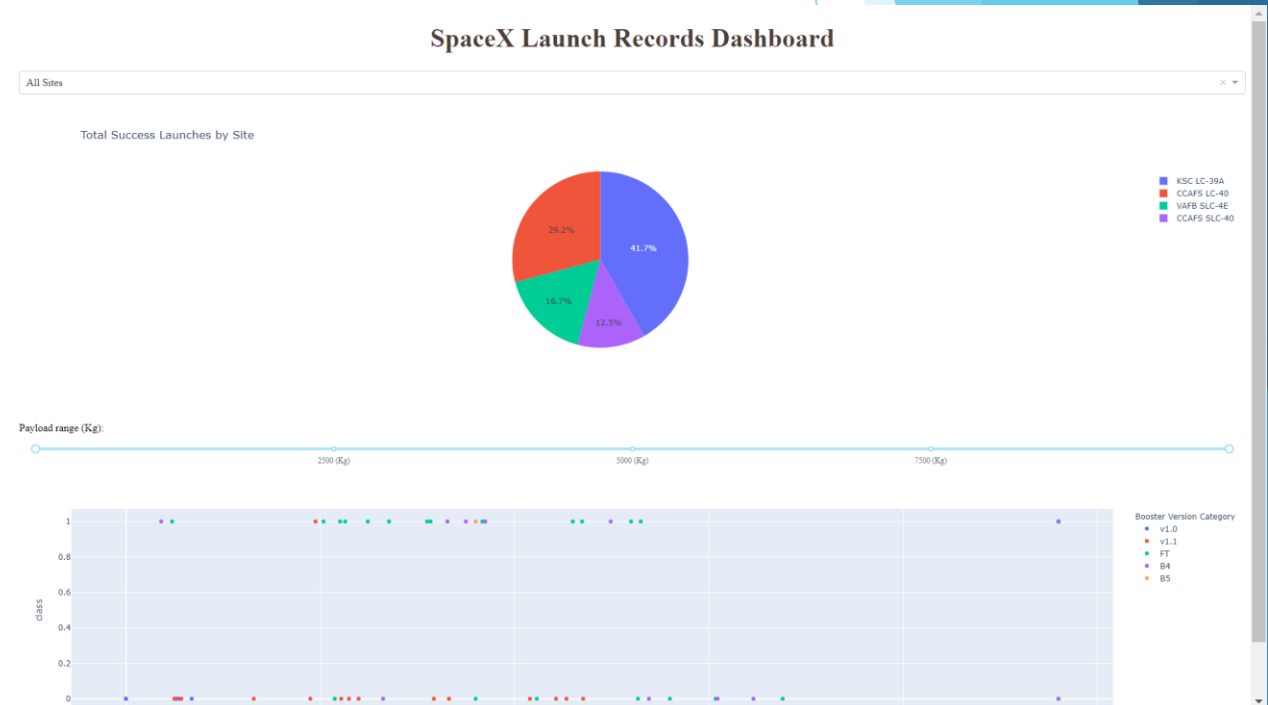 SpaceX Launch Records Dashboard
All Sites
× 
Total Success Launches by Site
KSC LC-39A
CCAFS LC-40
VAFB SLC-4E
CCAFS SLC-40
29.2%
41.7%
16.7%
12.5%
Payload range (Kg):
2500 (Kg) 5000 (Kg) 7500 (Kg)
Booster Version Category
v1.0
v1.1
FT
B4
B5
class
1
0.8
0.6
0.4
0.2
0